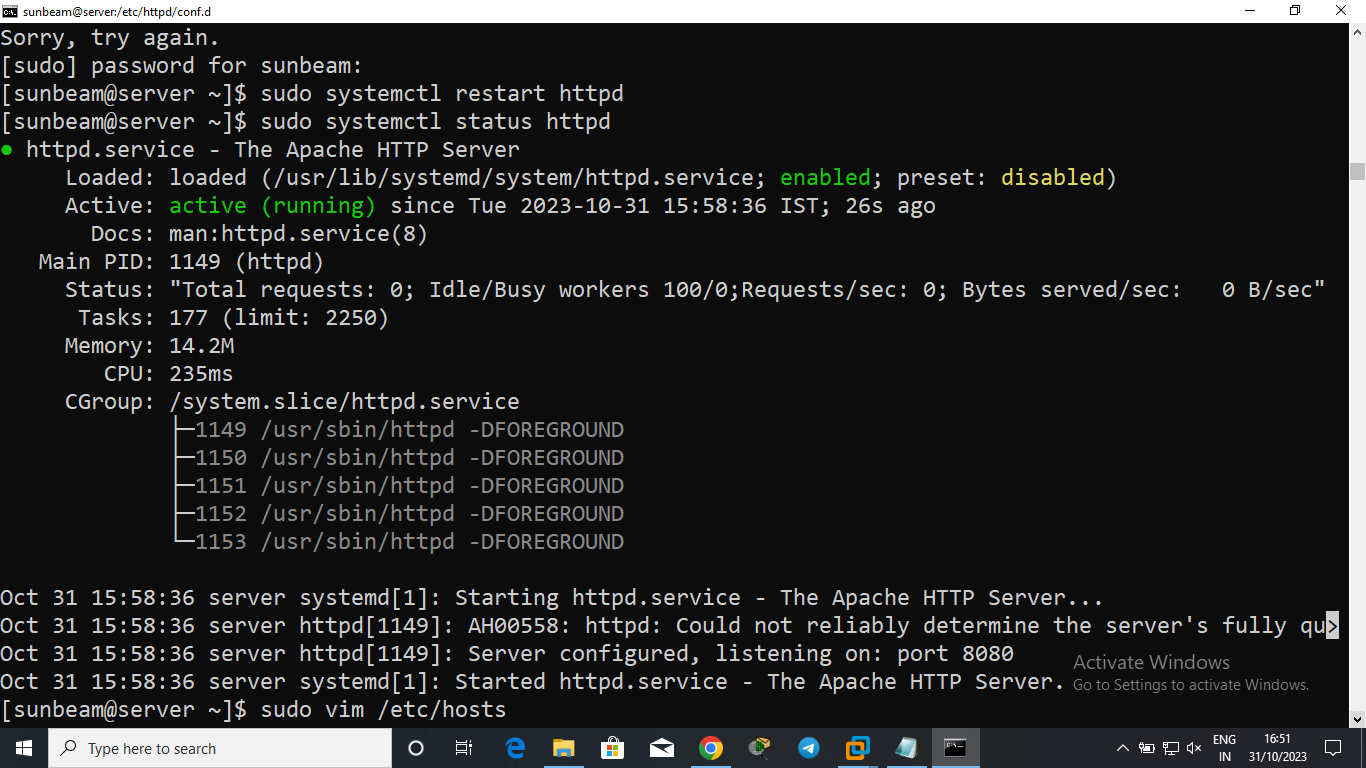 sunbeam@server:/etc/httpd/conf.d
Sorry, try again.
[sudo] password for sunbeam:
[sunbeam@server ~]$ sudo systemctl restart httpd
[sunbeam@server ~]$ sudo systemctl status httpd
● httpd.service - The Apache HTTP Server
     Loaded: loaded (/usr/lib/systemd/system/httpd.service; enabled; preset: disabled)
     Active: active (running) since Tue 2023-10-31 15:58:36 IST; 26s ago
       Docs: man:httpd.service(8)
   Main PID: 1149 (httpd)
     Status: "Total requests: 0; Idle/Busy workers 100/0;Requests/sec: 0; Bytes served/sec:   0 B/sec"
      Tasks: 177 (limit: 2250)
     Memory: 14.2M
        CPU: 235ms
     CGroup: /system.slice/httpd.service
             ├─1149 /usr/sbin/httpd -DFOREGROUND
             ├─1150 /usr/sbin/httpd -DFOREGROUND
             ├─1151 /usr/sbin/httpd -DFOREGROUND
             ├─1152 /usr/sbin/httpd -DFOREGROUND
             └─1153 /usr/sbin/httpd -DFOREGROUND
Oct 31 15:58:36 server systemd[1]: Starting httpd.service - The Apache HTTP Server...
Oct 31 15:58:36 server httpd[1149]: AH00558: httpd: Could not reliably determine the server's fully qu>
Oct 31 15:58:36 server httpd[1149]: Server configured, listening on: port 8080
Oct 31 15:58:36 server systemd[1]: Started httpd.service - The Apache HTTP Server.
[sunbeam@server ~]$ sudo vim /etc/hosts
Activate Windows
Go to Settings to activate Windows.
Type here to search
ENG
IN
16:51
31/10/2023